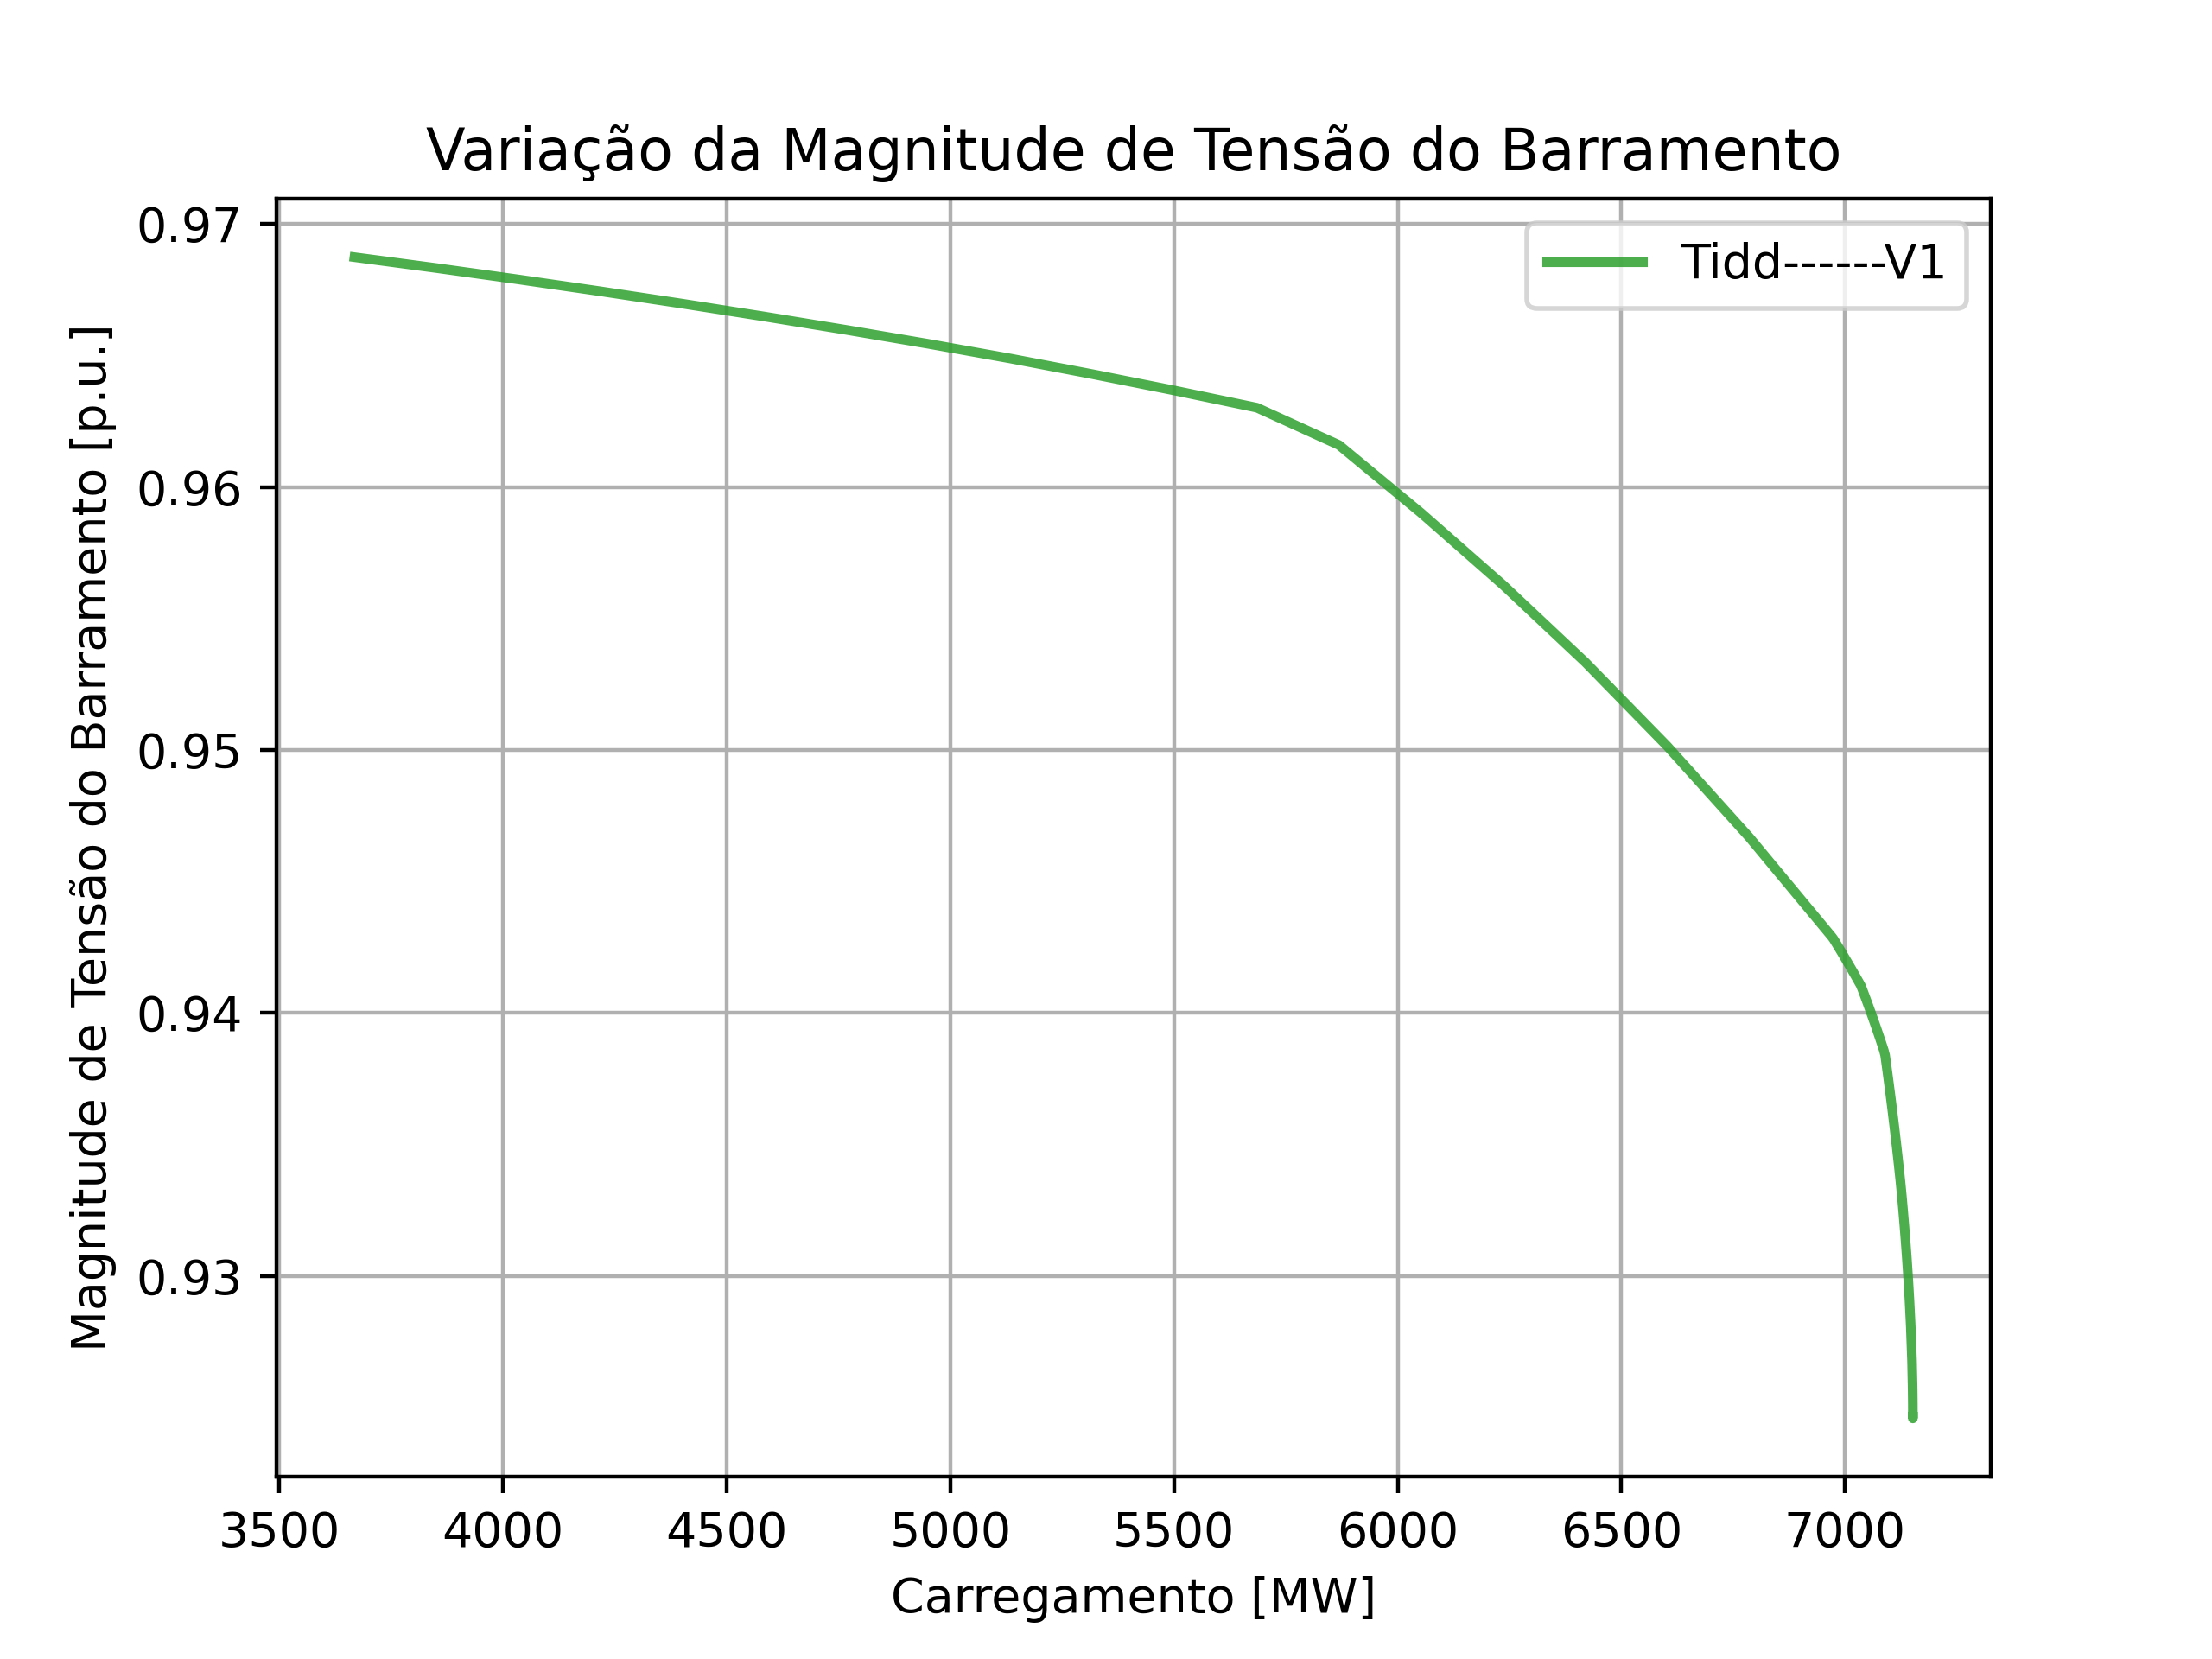 Variação da Magnitude de Tensão do Barramento
Tidd------V1
Magnitude de Tensão do Barramento [p.u.]
0.97
0.96
0.95
0.94
0.93
3500 4000 4500 5000 5500 6000 6500 7000
Carregamento [MW]